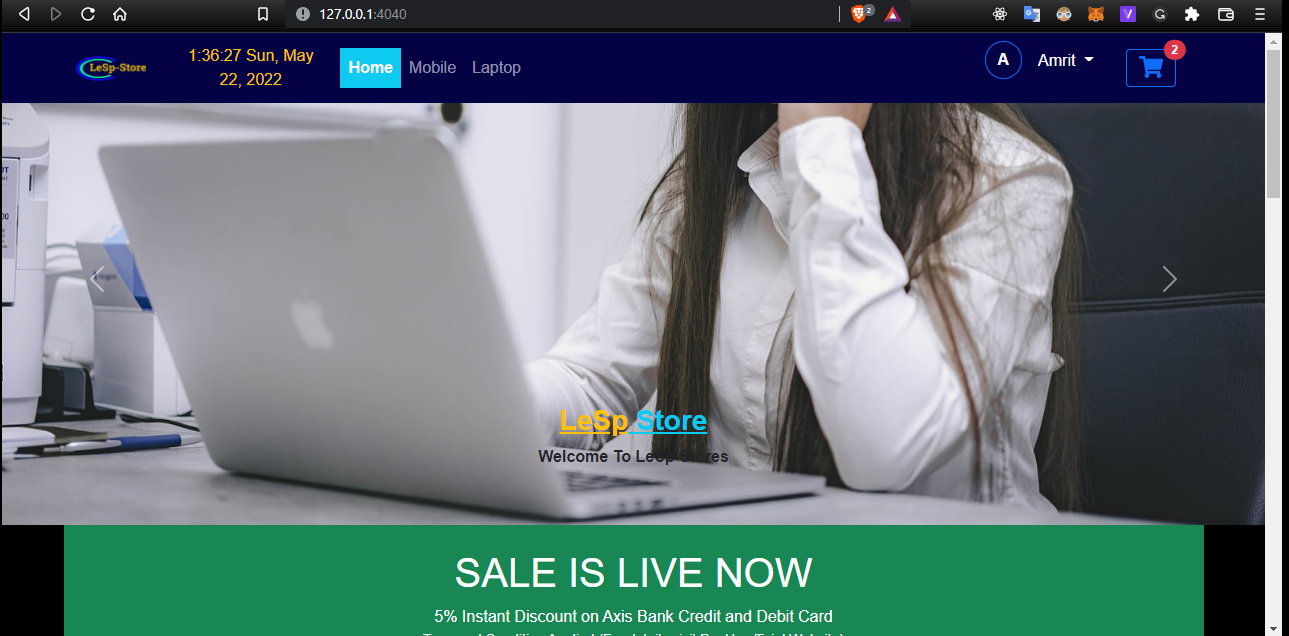 127.0.0.1:4040
2
G
V
G
LeSp-Store
1:36:27 Sun, May
22, 2022
Home
Mobile
Laptop
A
Amrit
2
LeSp Store
Welcome To LeSp Stores
SALE IS LIVE NOW
5% Instant Discount on Axis Bank Credit and Debit Card